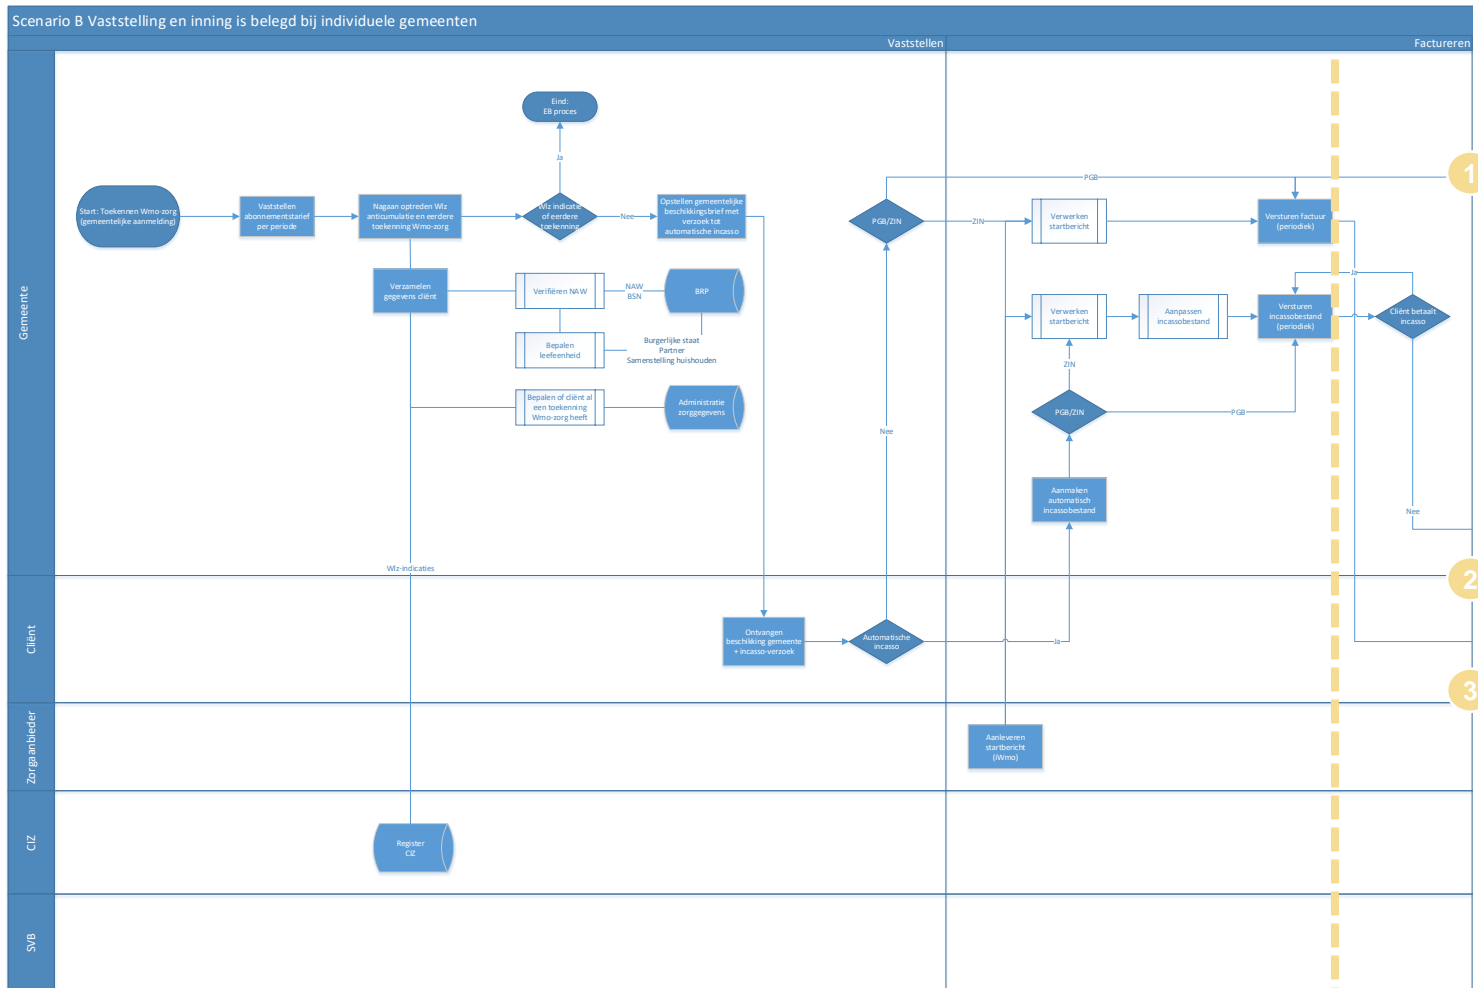 Scenario B Vaststelling en inning is belegd bij individuele gemeenten
Vaststellen
Factureren
Gemeente
Eind:
EB proces
Ja
Start: Toekennen Wmo-zorg
(gemeentelijke aanmelding)
Vaststellen
abonnementstarief
per periode
Nagaan optreden Wlz
anticumulatie en eerdere
toekenning Wmo-zorg
Wlz indicatie
of eerdere
toekenning
Nee
Opstellen gemeentelijke
beschikkingsbrief met
verzoek tot
automatische incasso
PGB/ZIN
PGB
ZIN
Verwerken
startbericht
Versturen factuur
(periodiek)
1
Verzamelen
gegevens cliënt
Verifiëren NAW
NAW
BSN
BRP
Bepalen
leefeenheid
Burgerlijke staat
Partner
Samenstelling huishouden
Bepalen of cliënt al
een toekenning
Wmo-zorg heeft
Administratie
zorggegevens
Verwerken
startbericht
Aanpassen
incassobestand
Versturen
incassobestand
(periodiek)
Ja
Cliënt betaalt
incasso
ZIN
PGB/ZIN
PGB
Nee
Aanmaken
automatisch
incassobestand
Nee
Wlz-indicaties
2
Cliënt
Ontvangen
beschikking gemeente
+ incasso-verzoek
Automatische
incasso
Ja
3
Zorgaanbieder
Aanleveren
startbericht
(iWmo)
CIZ
Register
CIZ
SVB